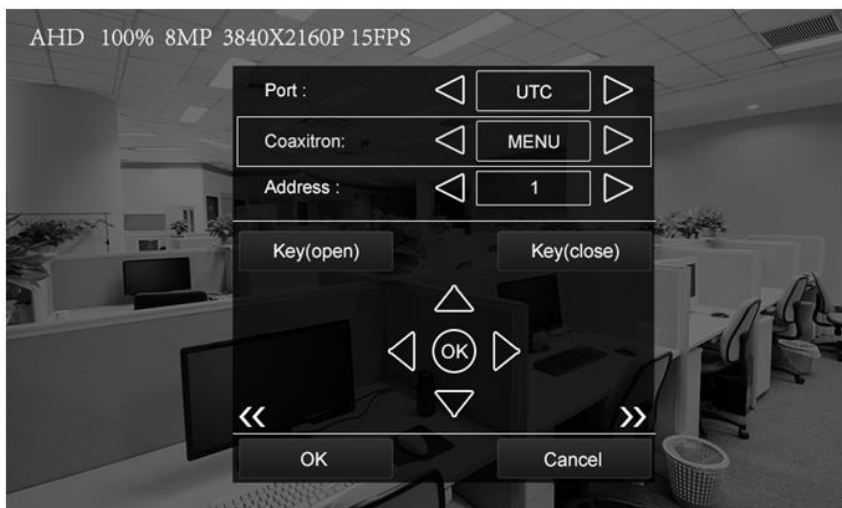 AHD 100% 8MP 3840X2160P 15FPS
Port : UTC
Coaxitron: MENU
Address : 1
Key(open) Key(close)
OK
OK Cancel